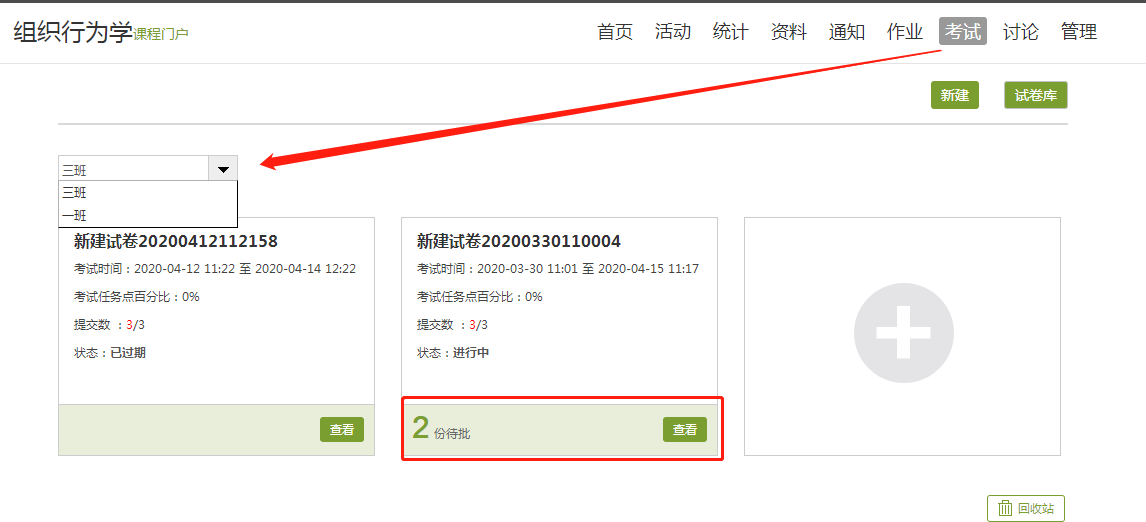 组织行为学课程门户
首页 活动 统计 资料 通知 作业 考试 讨论 管理
新建 试卷库
三班
三班
一班
新建试卷20200412112158
考试时间：2020-04-12 11:22 至 2020-04-14 12:22
考试任务点百分比：0%
提交数 ：3/3
状态：已过期
查看
新建试卷20200330110004
考试时间：2020-03-30 11:01 至 2020-04-15 11:17
考试任务点百分比：0%
提交数 ：3/3
状态：进行中
2 份待批 查看
回收站